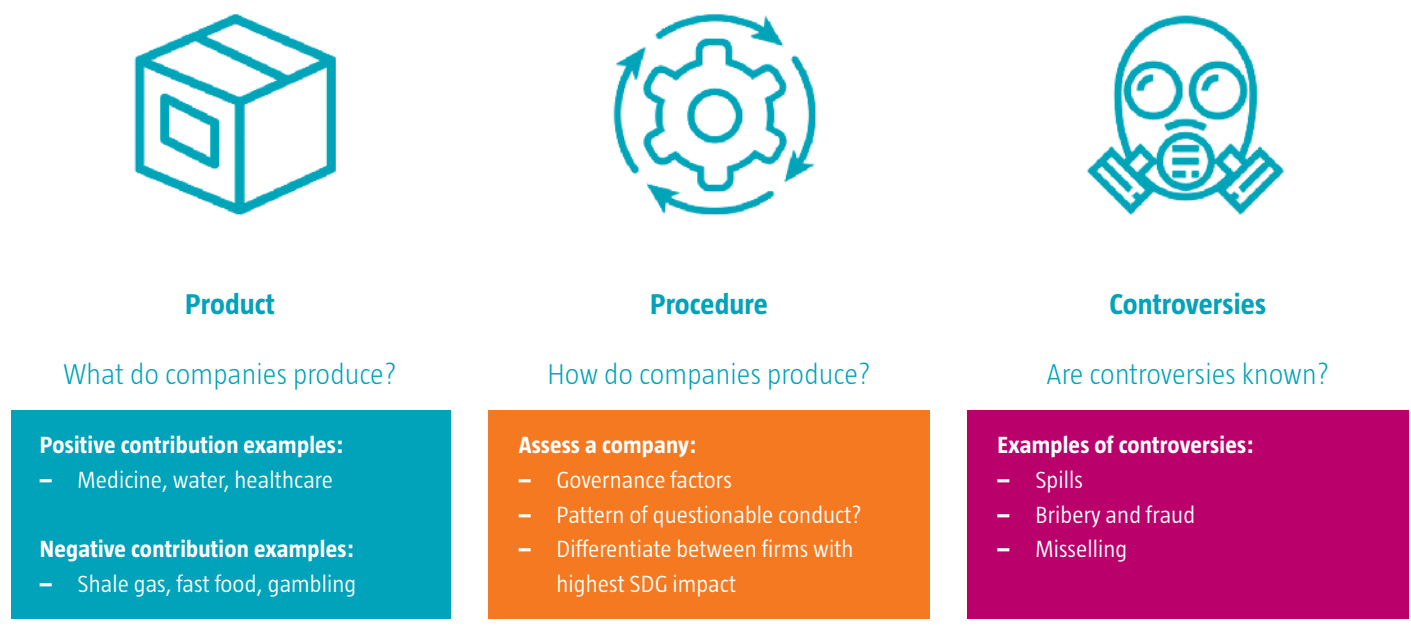 Product
What do companies produce?
Positive contribution examples:
– Medicine, water, healthcare
Negative contribution examples:
– Shale gas, fast food, gambling
Procedure
How do companies produce?
Assess a company:
– Governance factors
– Pattern of questionable conduct?
– Differentiate between firms with
highest SDG impact
Controversies
Are controversies known?
Examples of controversies:
– Spills
– Bribery and fraud
– Misselling